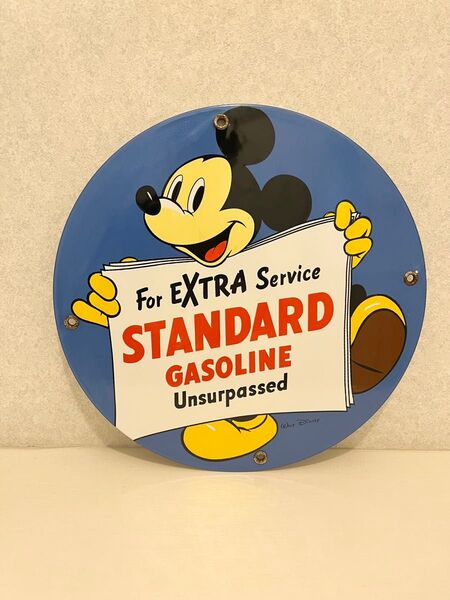 For EXTRA Service
STANDARD
GASOLINE
Unsurpassed
WALT DISNEY